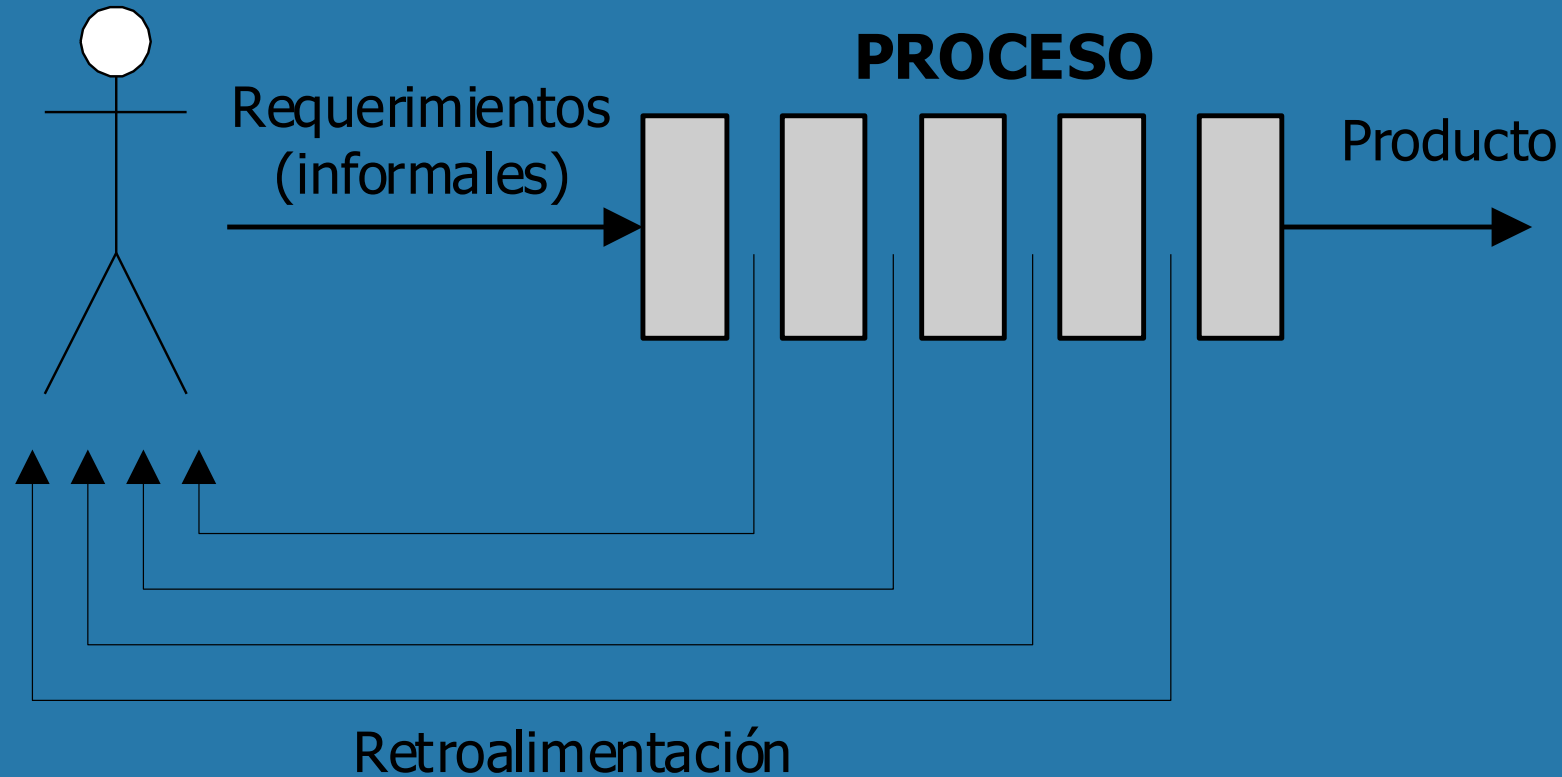 PROCESO
Requerimientos
(informales)
Producto
Retroalimentación